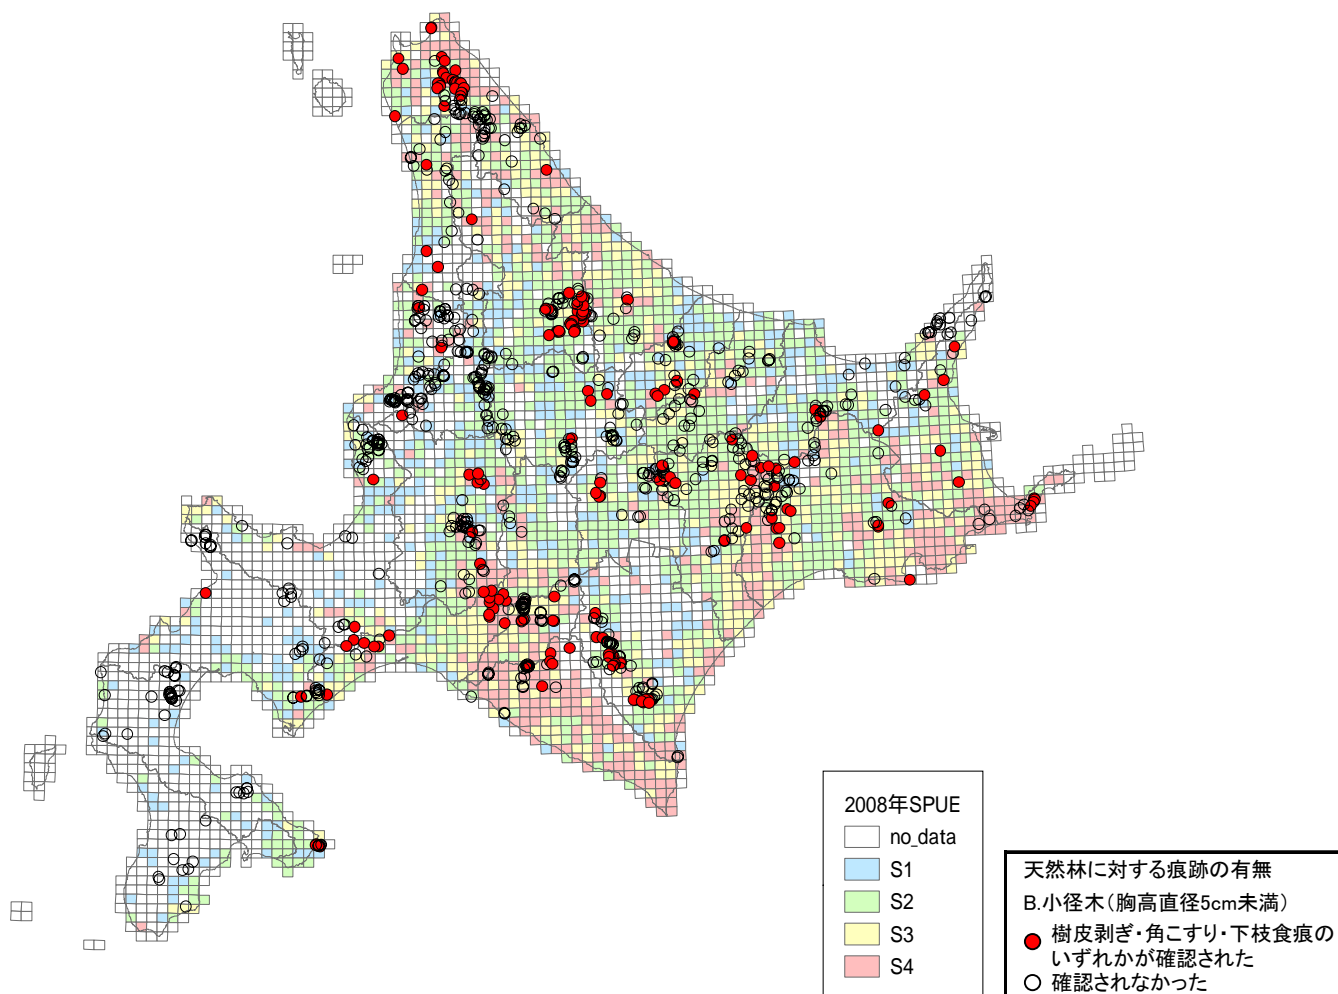 2008年SPUE
no_data
S1
S2
S3
S4
天然林に対する痕跡の有無
B.小径木(胸高直径5cm未満)
樹皮剥ぎ・角こすり・下枝食痕の
いずれかが確認された
確認されなかった